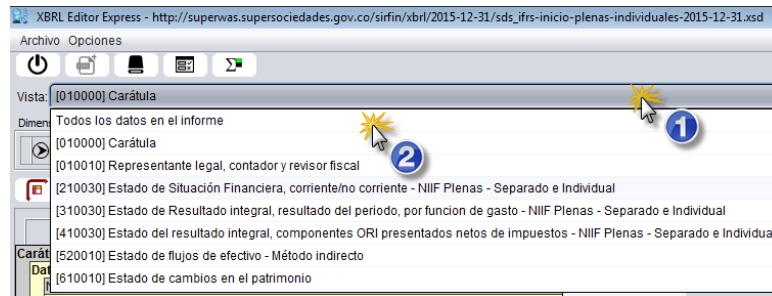 XBRL Editor Express - http://superwas.supersociedades.gov.co/sirfin/xbrl/2015-12-31/sds_ifrs-inicio-plenas-individuales-2015-12-31.xsd
Archivo Opciones
Vista: [010000] Carátula
1
Todos los datos en el informe
[010000] Carátula
2
[010010] Representante legal, contador y revisor fiscal
[210030] Estado de Situación Financiera, corriente/no corriente - NIIF Plenas - Separado e Individual
[310030] Estado de Resultado integral, resultado del periodo, por funcion de gasto - NIIF Plenas - Separado e Individual
[410030] Estado del resultado integral, componentes ORI presentados netos de impuestos - NIIF Plenas - Separado e Individua
[520010] Estado de flujos de efectivo - Método indirecto
[610010] Estado de cambios en el patrimonio